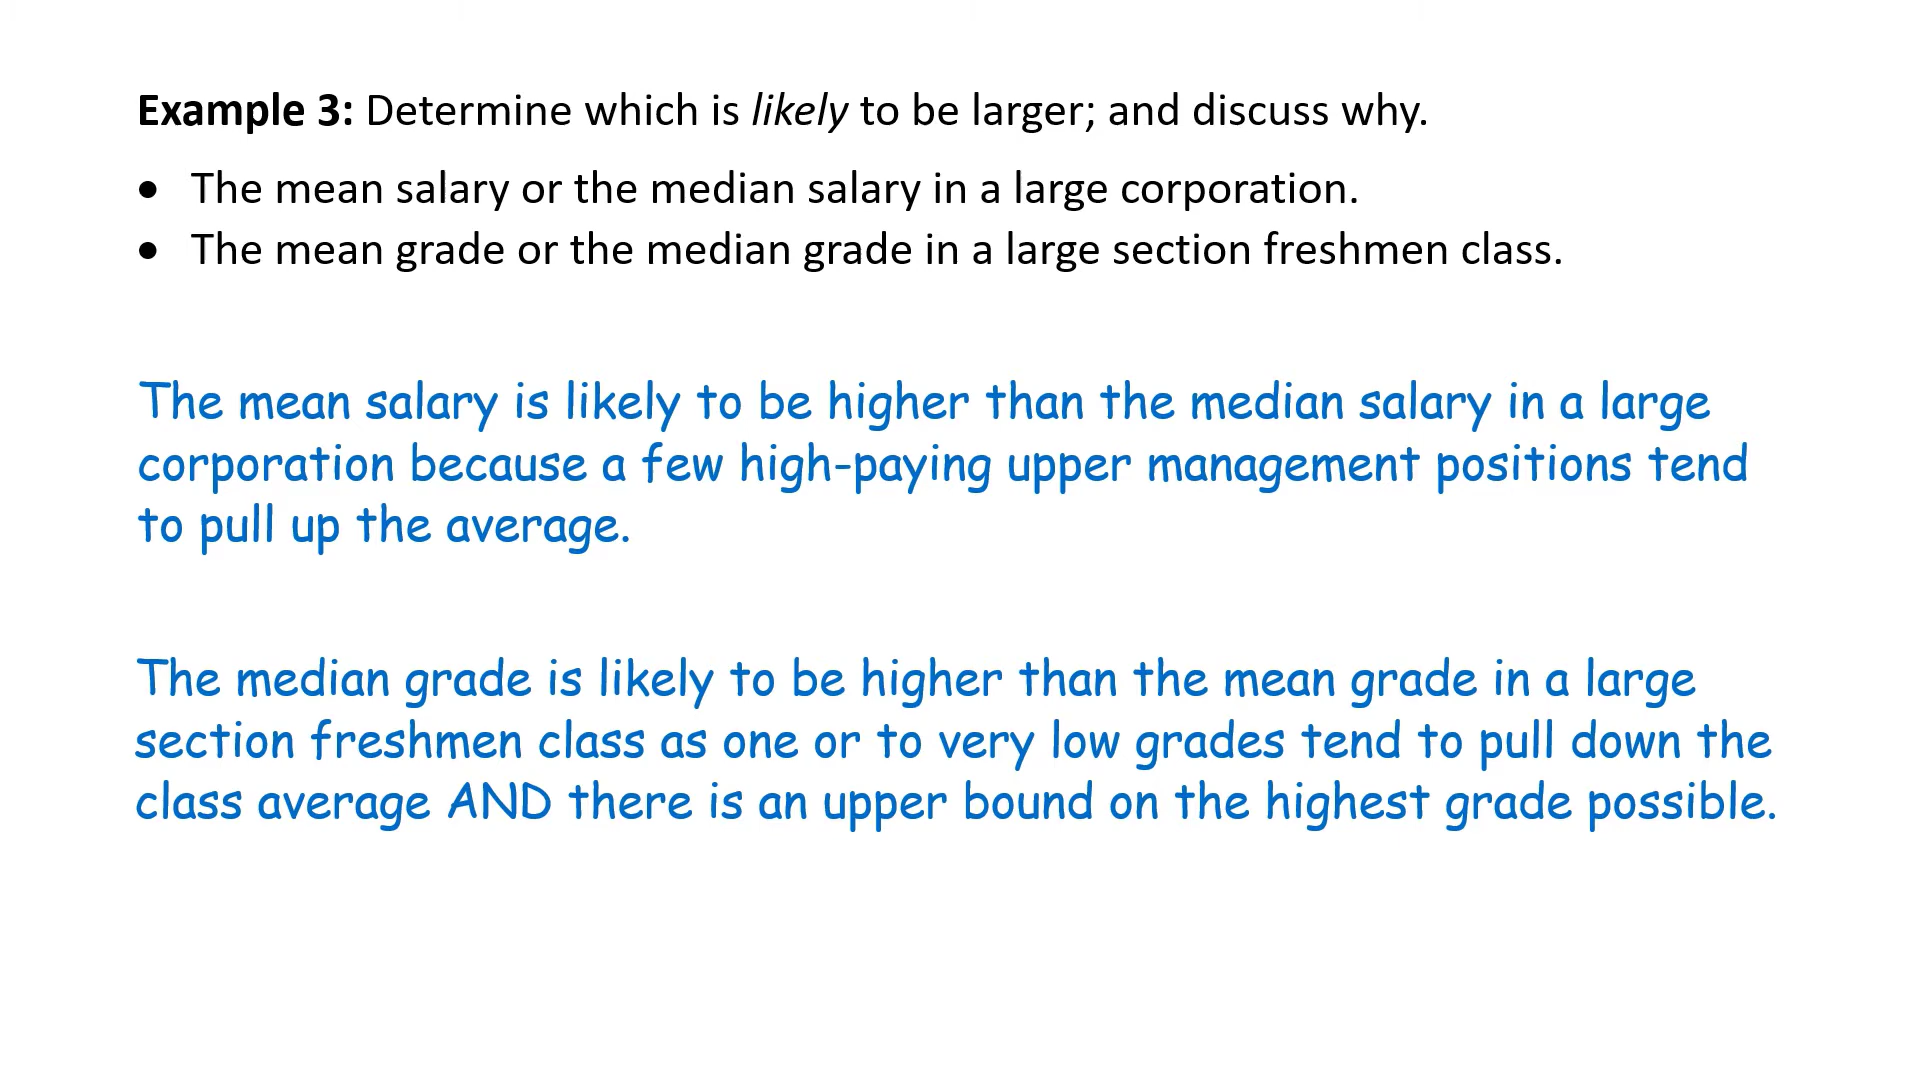 Example 3: Determine which is likely to be larger; and discuss why.
• The mean salary or the median salary in a large corporation.
• The mean grade or the median grade in a large section freshmen class.
The mean salary is likely to be higher than the median salary in a large
corporation because a few high-paying upper management positions tend
to pull up the average.
The median grade is likely to be higher than the mean grade in a large
section freshmen class as one or to very low grades tend to pull down the
class average AND there is an upper bound on the highest grade possible.